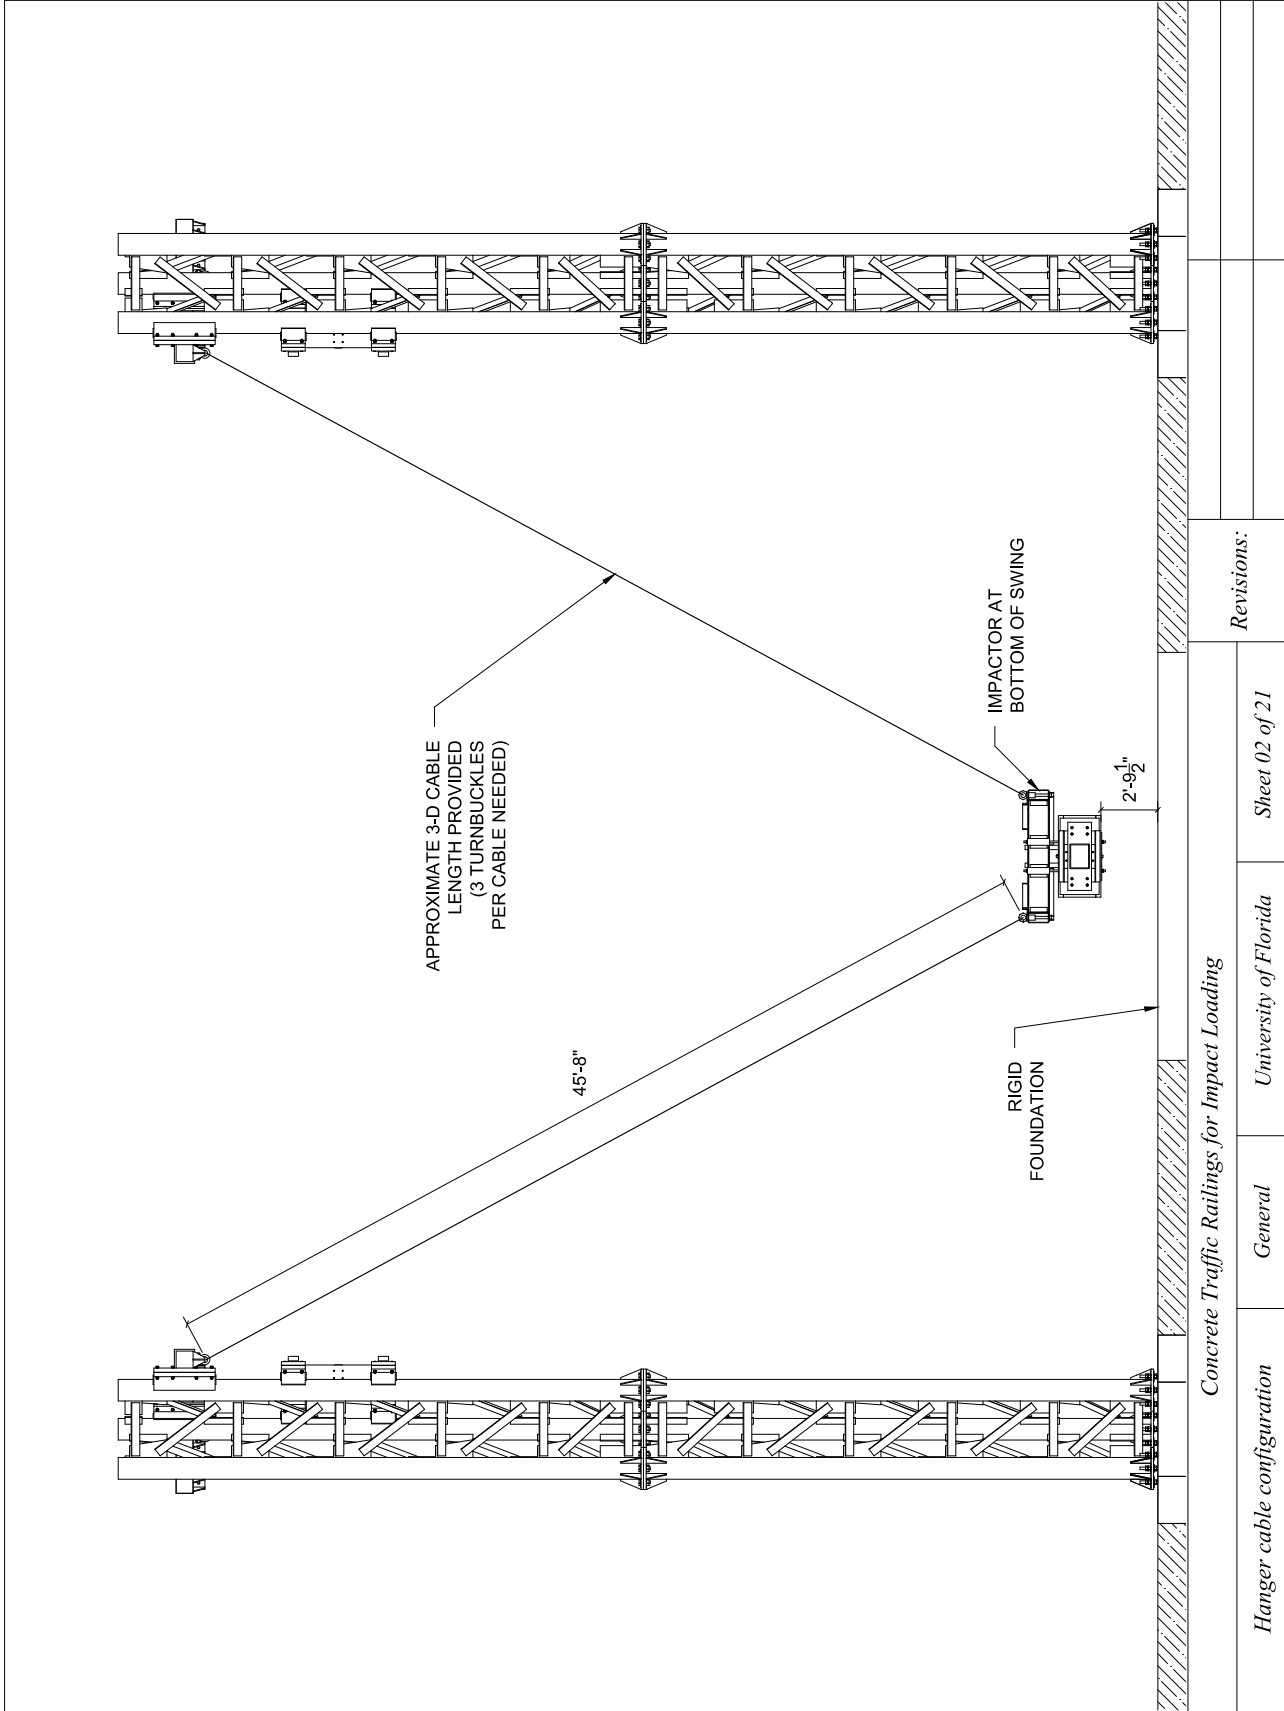 APPROXIMATE 3-D CABLE
LENGTH PROVIDED
(3 TURNBUCKLES
PER CABLE NEEDED)
45'-8"
IMPACTOR AT
BOTTOM OF SWING
RIGID
FOUNDATION
2'-9 1/2"
Concrete Traffic Railings for Impact Loading
Revisions:
Hanger cable configuration
General
University of Florida
Sheet 02 of 21